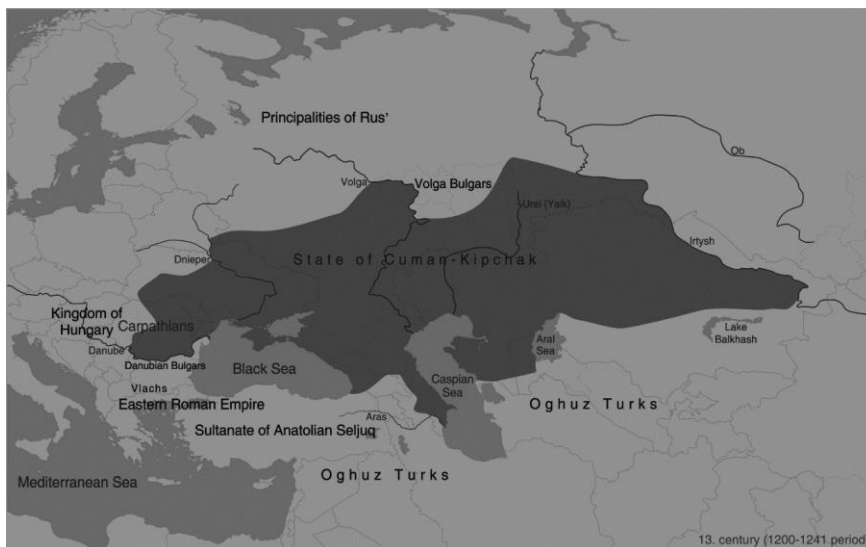 Principalities of Rus'
Ob
Volga
Volga Bulgars
Ural (Yaik)
Irtysh
Dnieper
State of Cuman-Kipchak
Kingdom of
Hungary
Carpathians
Danube
Danubian Bulgars
Black Sea
Caspian
Sea
Aral
Sea
Lake
Balkhash
Vlachs
Eastern Roman Empire
Aras
Sultanate of Anatolian Seljuq
Oghuz Turks
Oghuz Turks
Mediterranean Sea
13. century (1200-1241 period